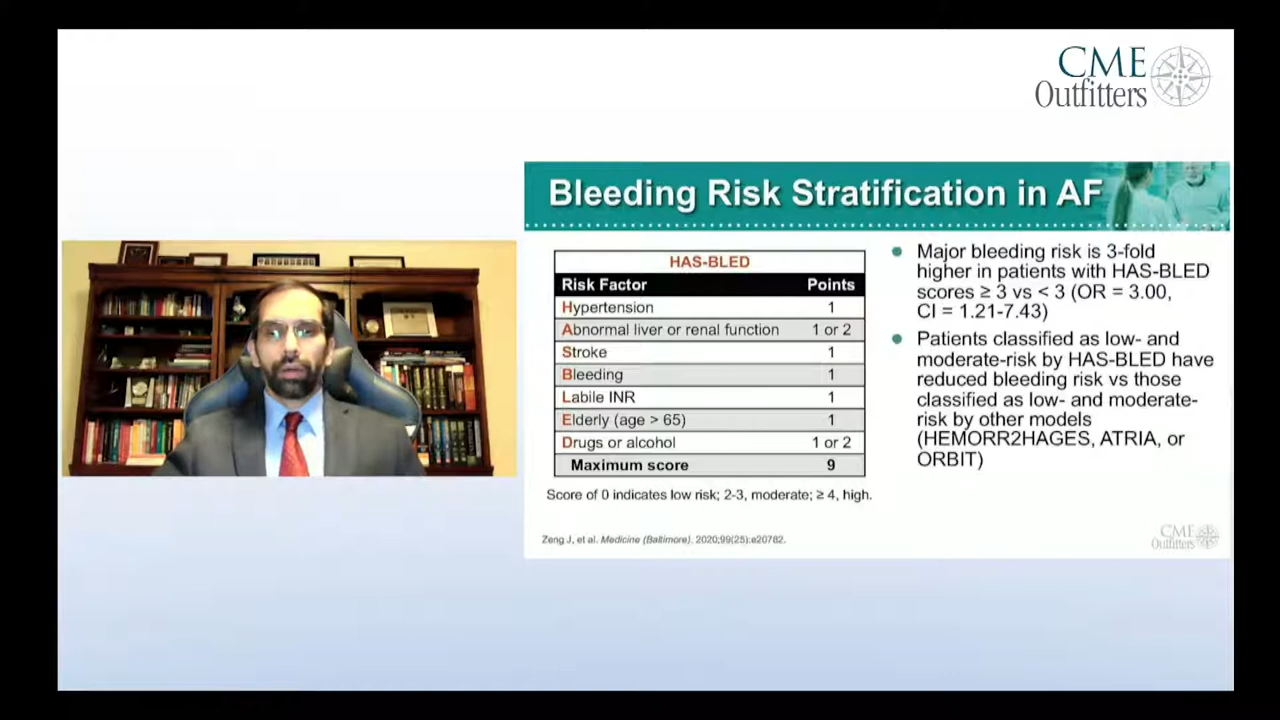 CME
Outfitters
Bleeding Risk Stratification in AF
HAS-BLED
Risk Factor Points
Hypertension 1
Abnormal liver or renal function 1 or 2
Stroke 1
Bleeding 1
Labile INR 1
Elderly (age > 65) 1
Drugs or alcohol 1 or 2
Maximum score 9
Score of 0 indicates low risk; 2-3, moderate; ≥ 4, high.
Major bleeding risk is 3-fold
higher in patients with HAS-BLED
scores ≥ 3 vs < 3 (OR = 3.00,
CI = 1.21-7.43)
Patients classified as low- and
moderate-risk by HAS-BLED have
reduced bleeding risk vs those
classified as low- and moderate-
risk by other models
(HEMORR2HAGES, ATRIA, or
ORBIT)
Zeng J, et al. Medicine (Baltimore). 2020;99(25):e20782.
CME
Outfitters